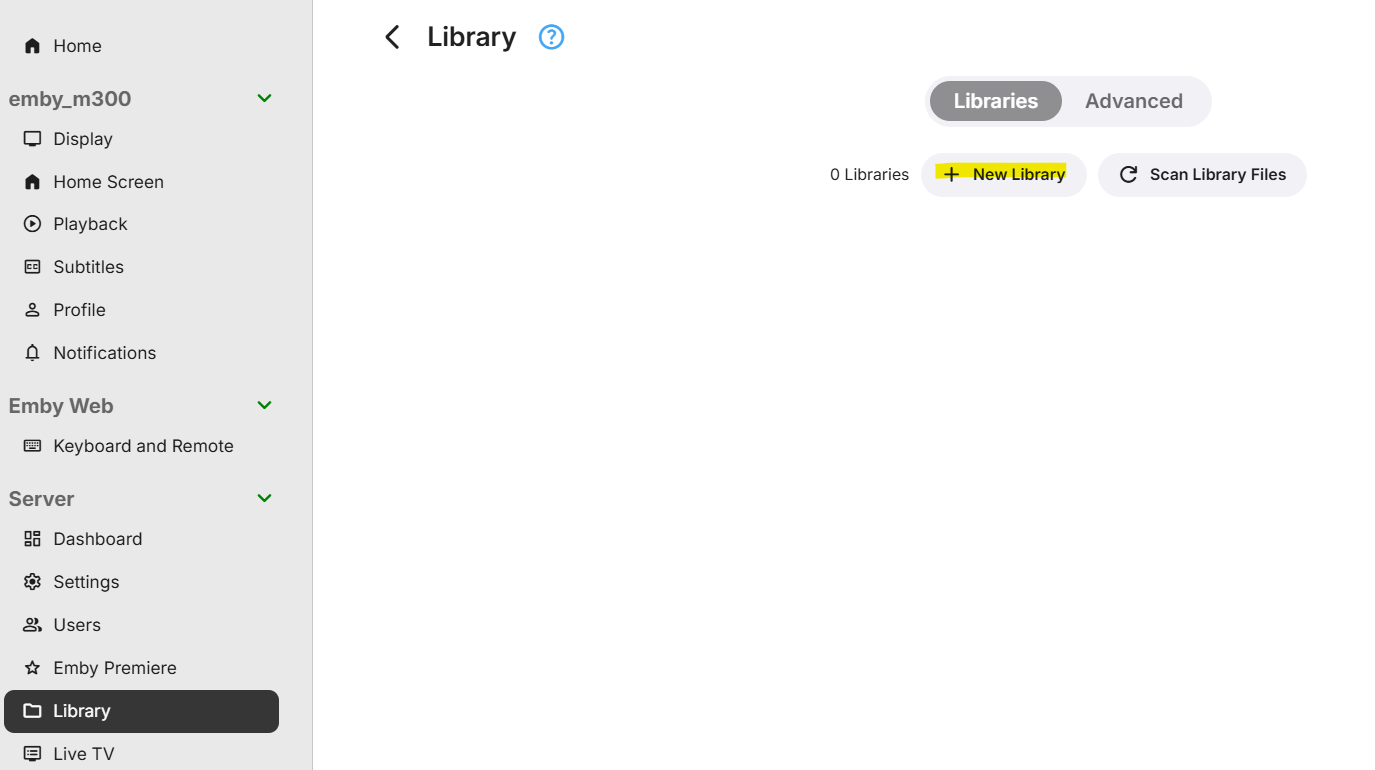 Home
emby_m300
Display
Home Screen
Playback
Subtitles
Profile
Notifications
Emby Web
Keyboard and Remote
Server
Dashboard
Settings
Users
Emby Premiere
Library
Live TV
Library
Libraries Advanced
0 Libraries + New Library Scan Library Files